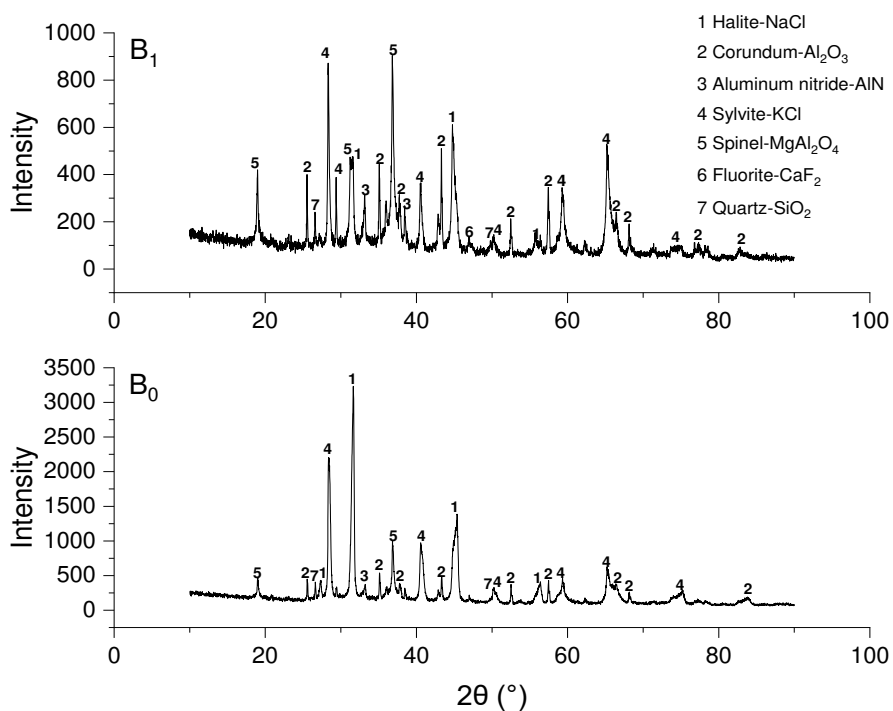 B₁
1 Halite-NaCl
2 Corundum-Al₂O₃
3 Aluminum nitride-AlN
4 Sylvite-KCl
5 Spinel-MgAl₂O₄
6 Fluorite-CaF₂
7 Quartz-SiO₂
Intensity
1000
800
600
400
200
0
5 2 7 4 4 5 1 3 2 5 2 3 4 2 1 6 7 4 2 2 4 4 2 2 4 2 2
0 20 40 60 80 100
B₀
Intensity
3500
3000
2500
2000
1500
1000
500
0
5 2 7 1 4 1 3 2 5 2 4 2 1 7 4 2 1 2 4 4 2 2 4 2
0 20 40 60 80 100
2θ (°)